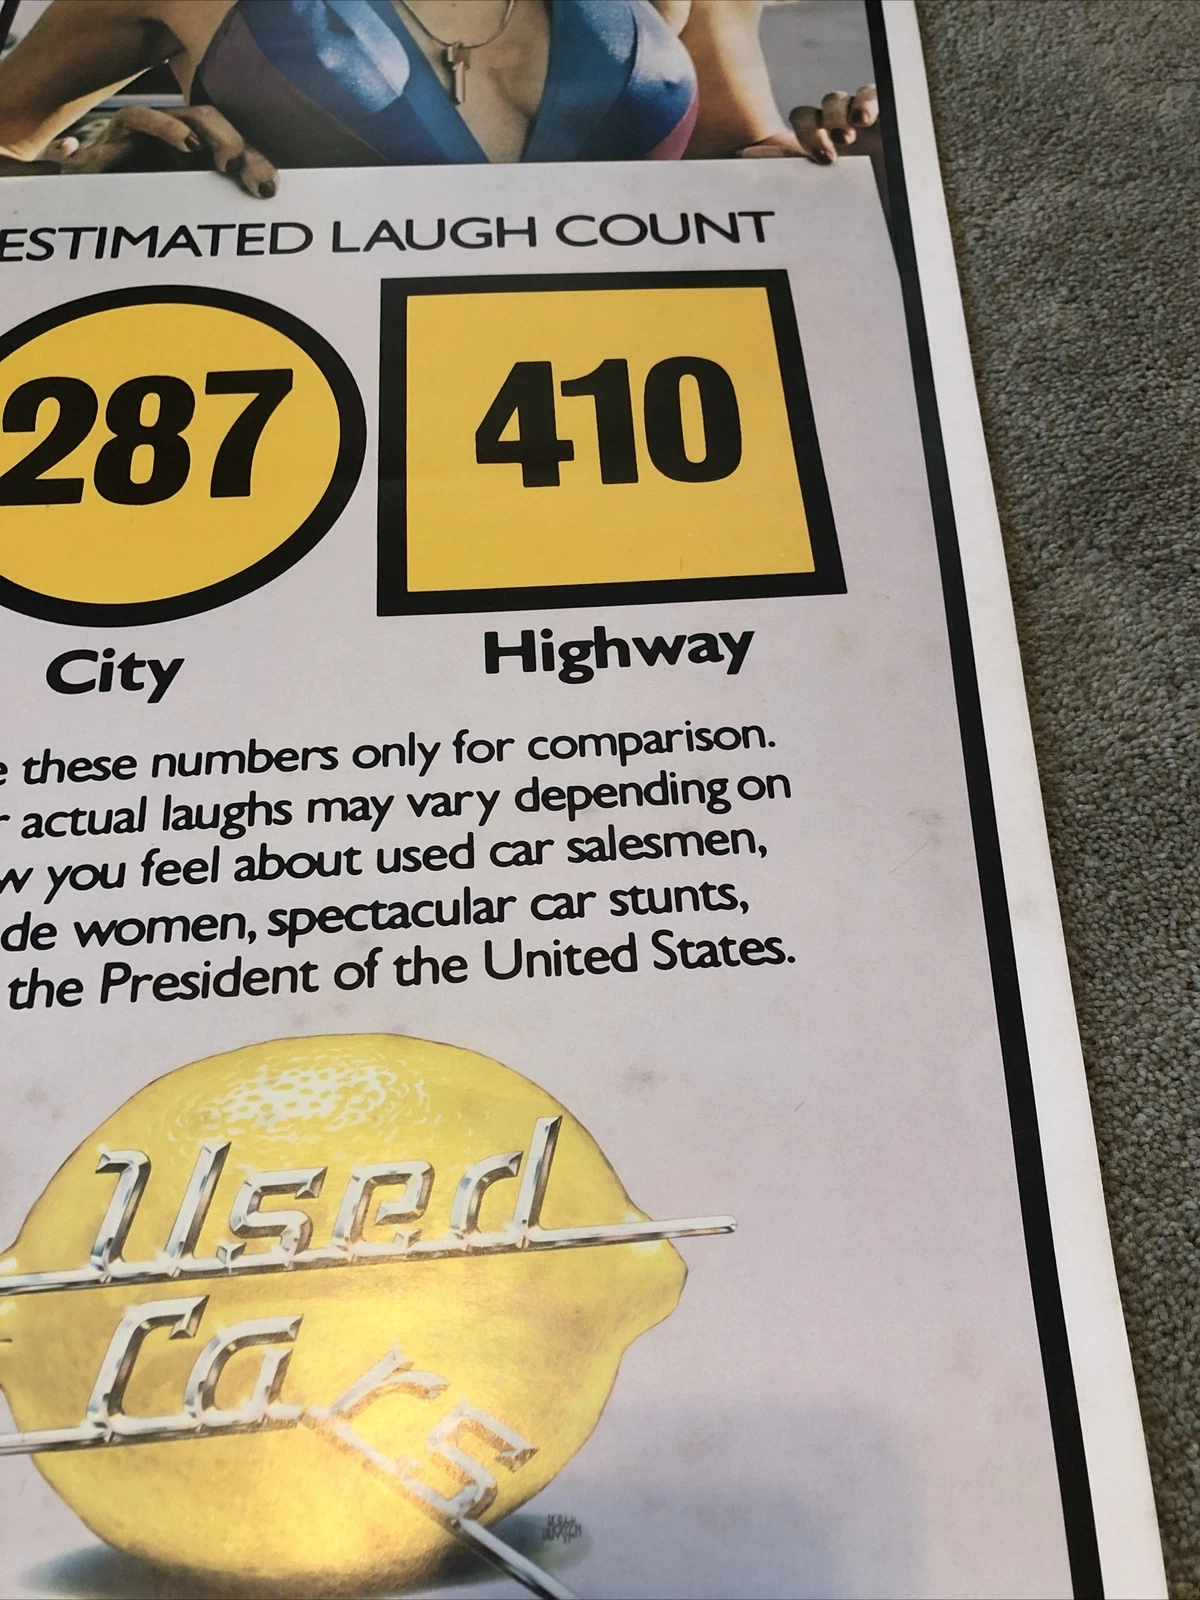 ESTIMATED LAUGH COUNT
287 410
City Highway
e these numbers only for comparison.
r actual laughs may vary depending on
w you feel about used car salesmen,
de women, spectacular car stunts,
the President of the United States.
Used
Cars